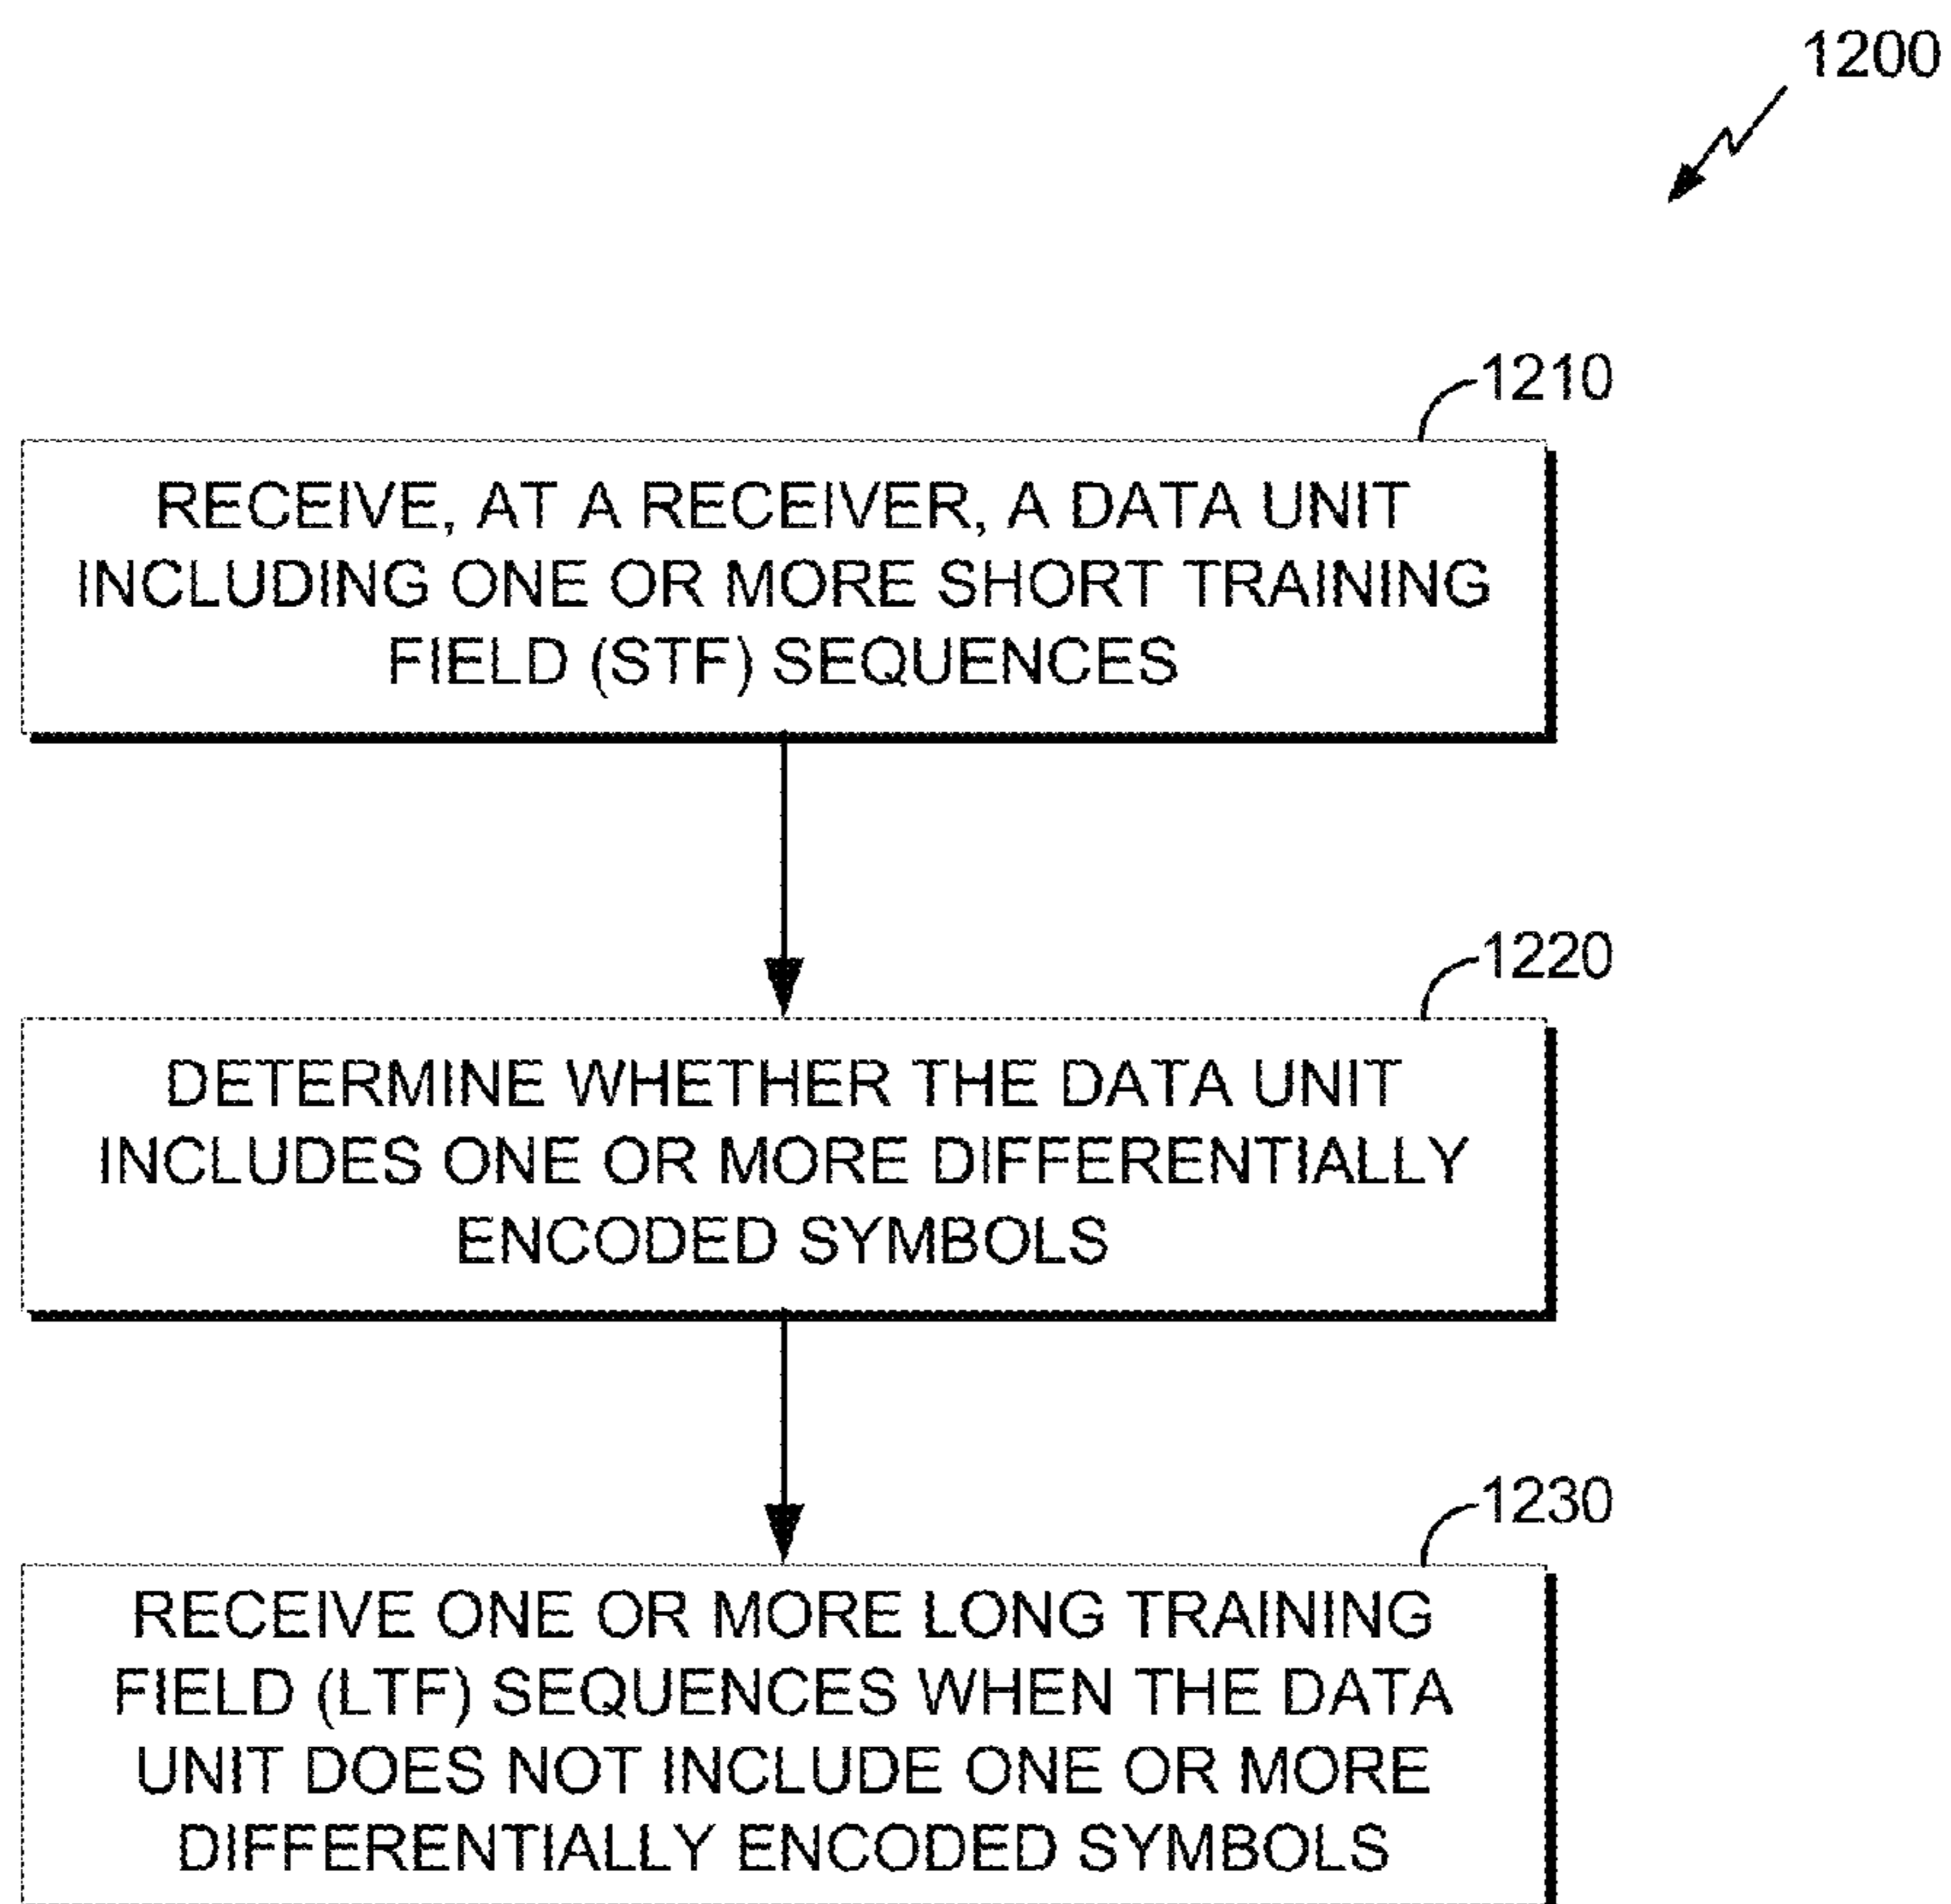 1200
1210
RECEIVE, AT A RECEIVER, A DATA UNIT
INCLUDING ONE OR MORE SHORT TRAINING
FIELD (STF) SEQUENCES
1220
DETERMINE WHETHER THE DATA UNIT
INCLUDES ONE OR MORE DIFFERENTIALLY
ENCODED SYMBOLS
1230
RECEIVE ONE OR MORE LONG TRAINING
FIELD (LTF) SEQUENCES WHEN THE DATA
UNIT DOES NOT INCLUDE ONE OR MORE
DIFFERENTIALLY ENCODED SYMBOLS